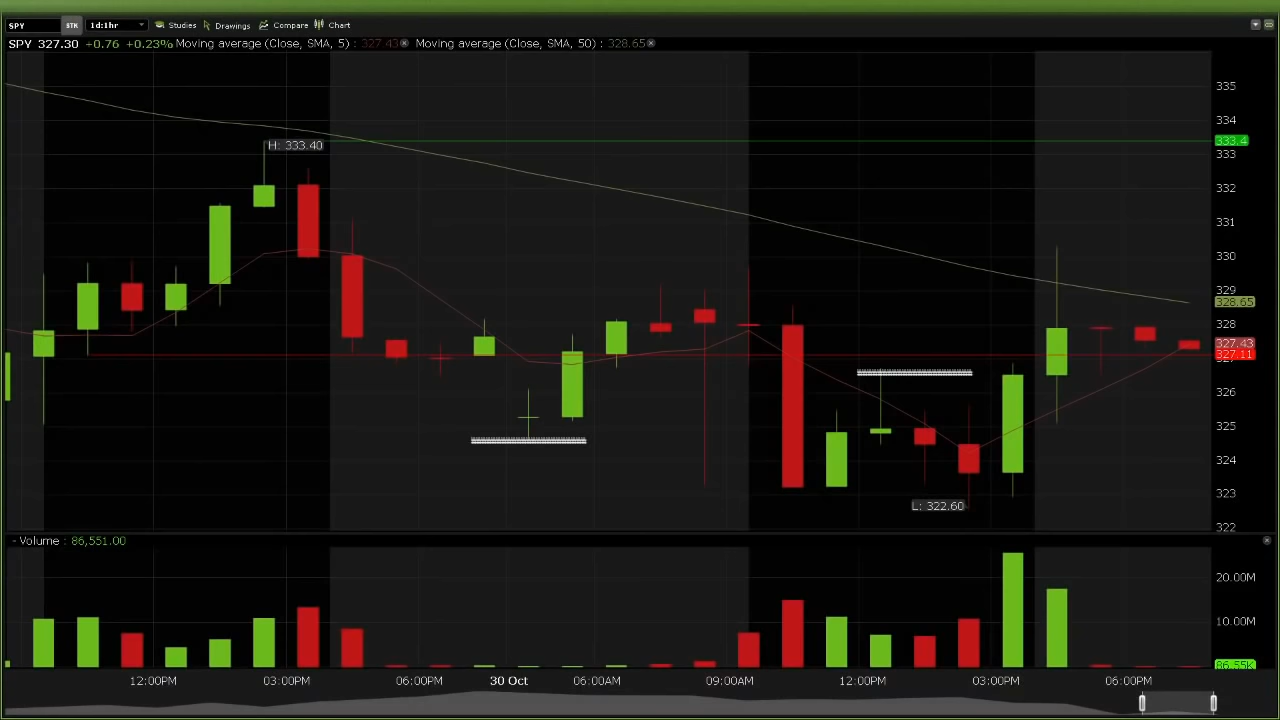 SPY STK 1d:1hr Studies Drawings Compare Chart
SPY 327.30 +0.76 +0.23% Moving average (Close, SMA, 5) : 327.43 Moving average (Close, SMA, 50) : 328.65
335
334
333.4
333
H: 333.40
332
331
330
329
328.65
328
327.43
327.11
326
325
324
323
L: 322.60
322
- Volume : 86,551.00
20.00M
10.00M
86.55K
12:00PM 03:00PM 06:00PM 30 Oct 06:00AM 09:00AM 12:00PM 03:00PM 06:00PM